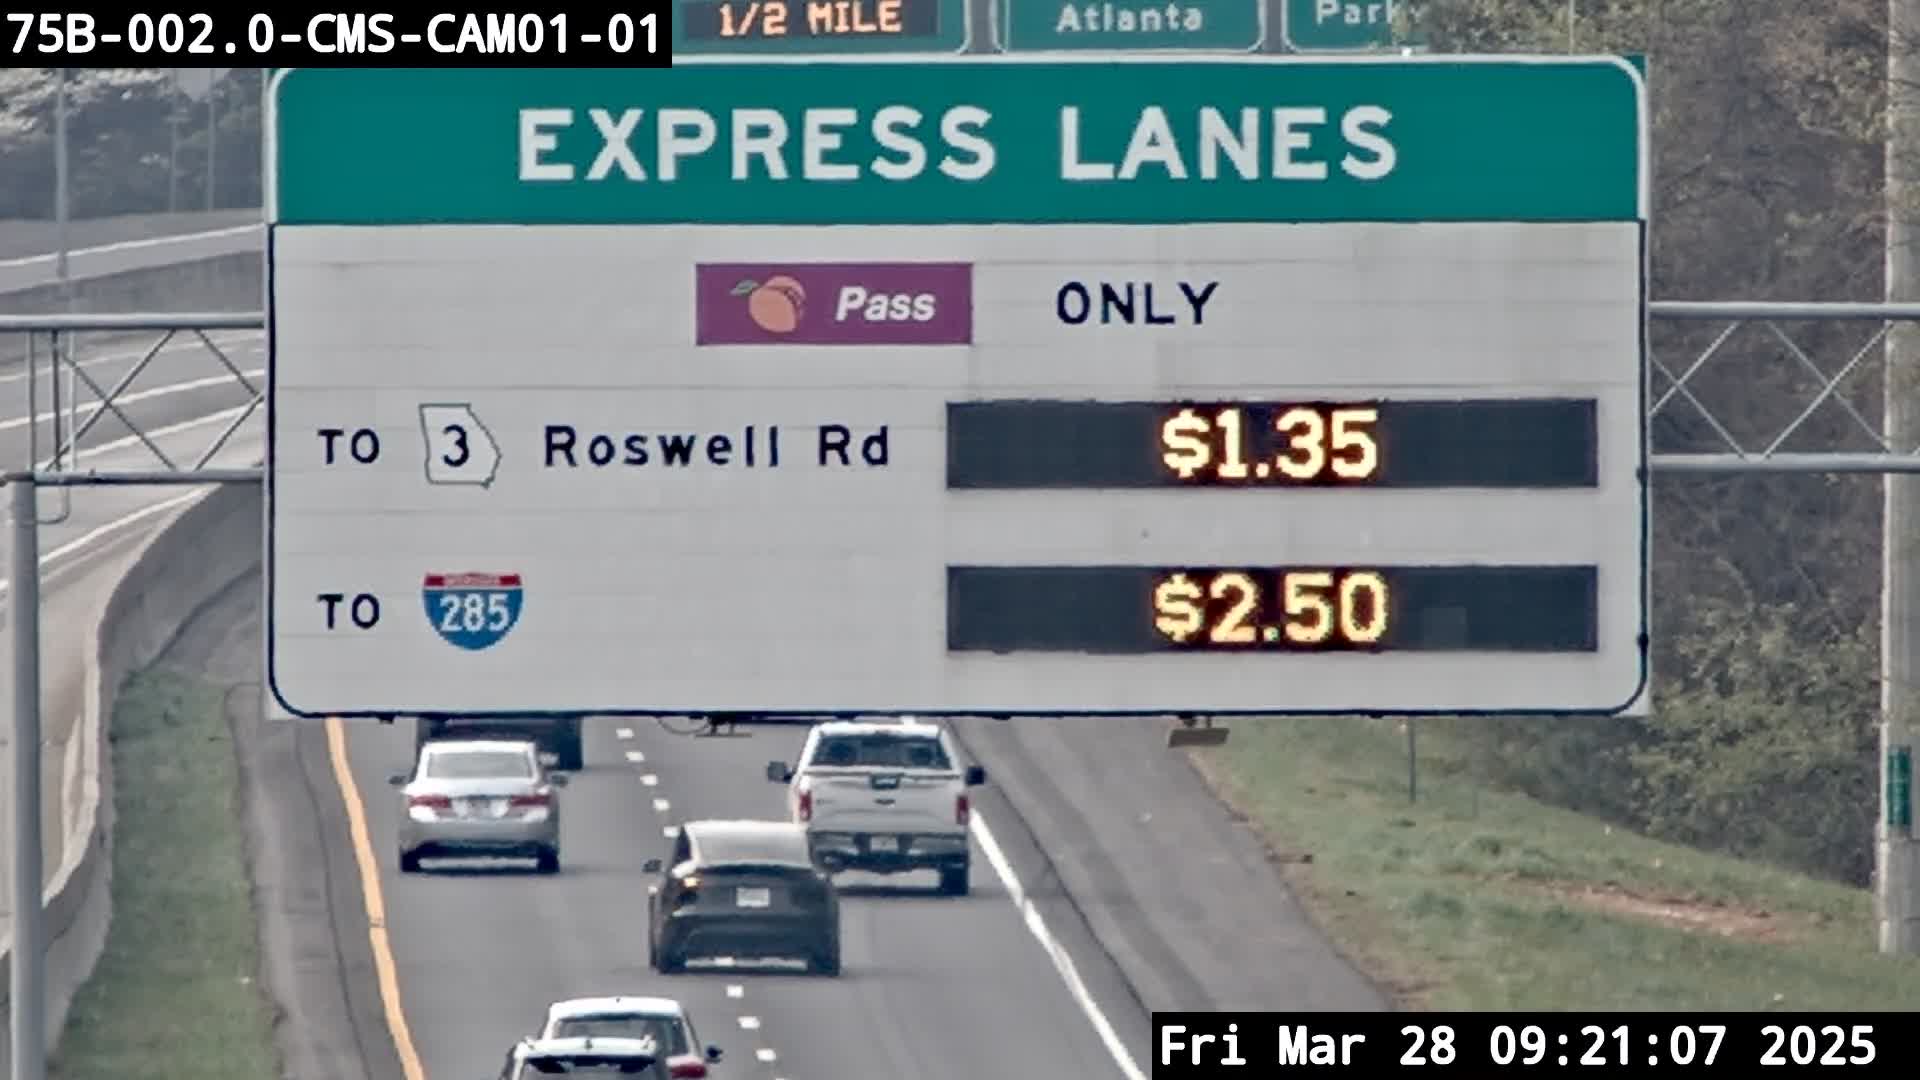 75B-002.0-CMS-CAM01-01
1/2 MILE
Atlanta
EXPRESS LANES
Pass ONLY
TO 3 Roswell Rd $1.35
TO 285 $2.50
Fri Mar 28 09:21:07 2025